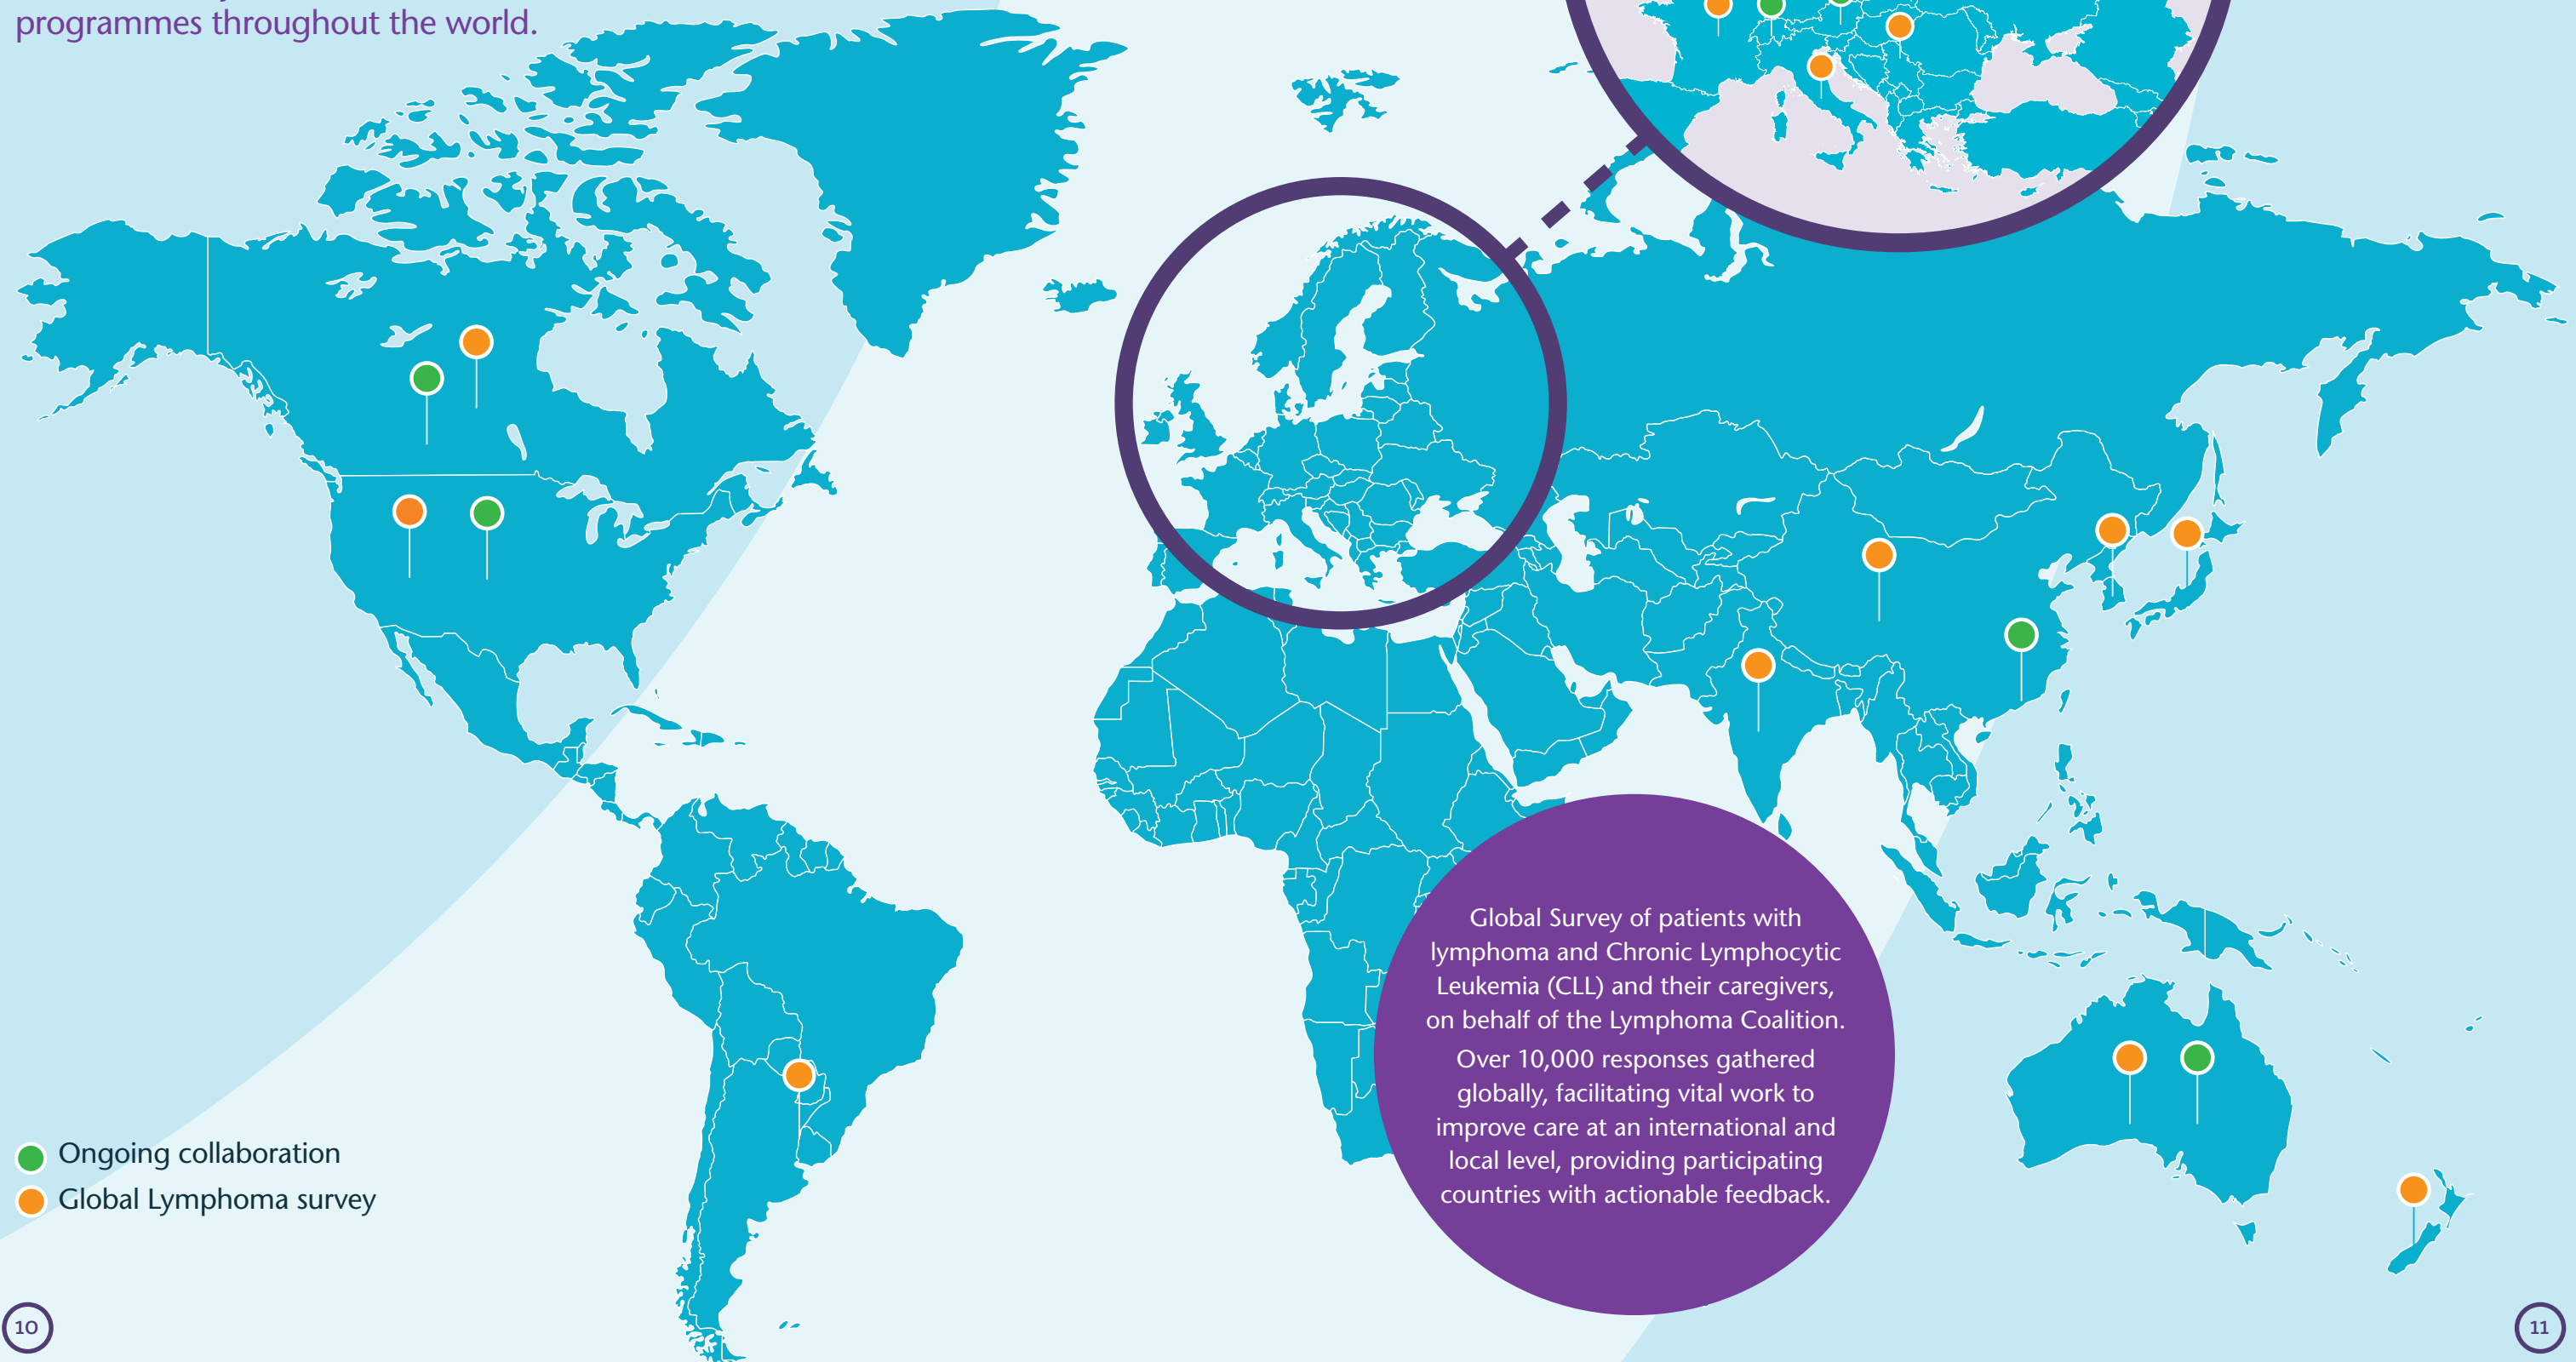 programmes throughout the world.
Global Survey of patients with
lymphoma and Chronic Lymphocytic
Leukemia (CLL) and their caregivers,
on behalf of the Lymphoma Coalition.
Over 10,000 responses gathered
globally, facilitating vital work to
improve care at an international and
local level, providing participating
countries with actionable feedback.
Ongoing collaboration
Global Lymphoma survey
10
11